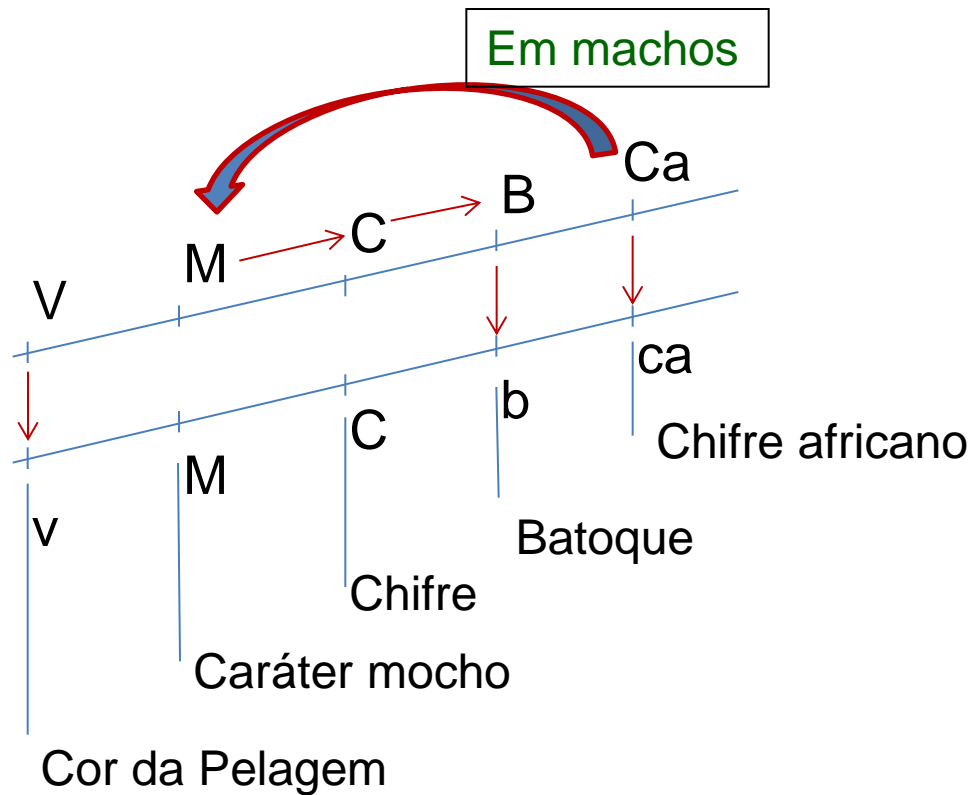 Em machos
Ca
B
C
M
V
ca
b
C
M
v
Chifre africano
Batoque
Chifre
Caráter mocho
Cor da Pelagem